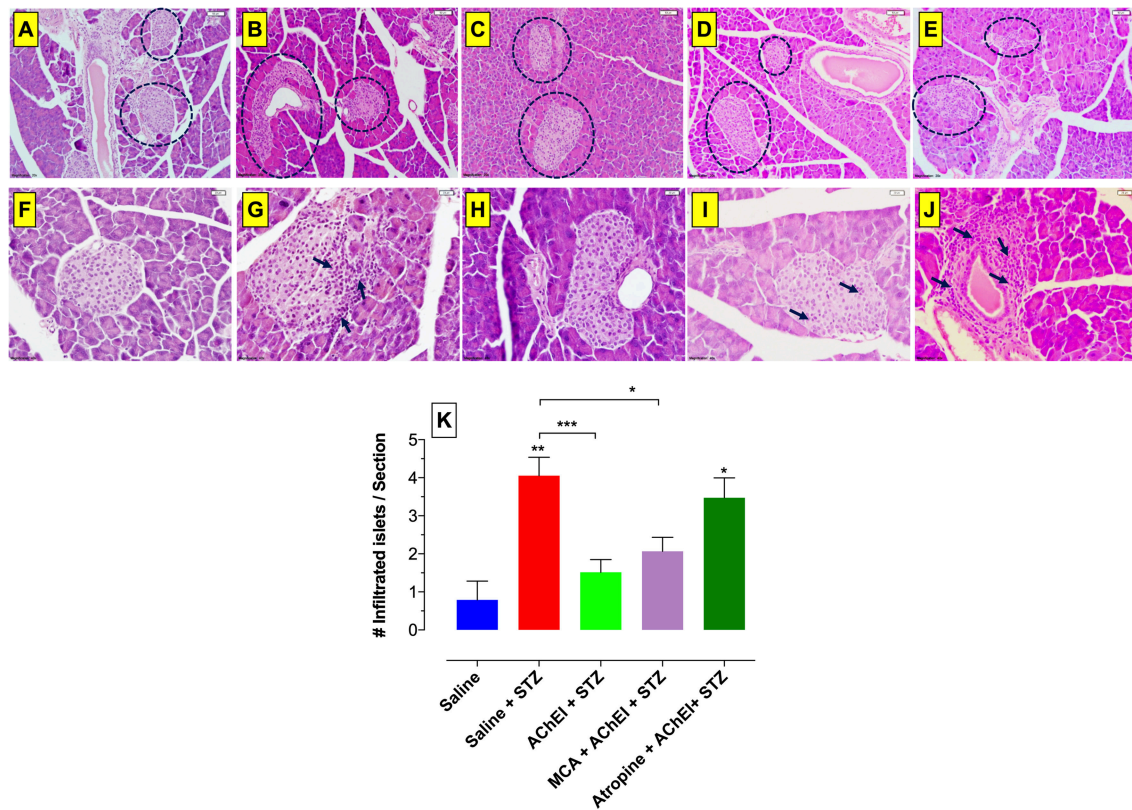 A
B
C
D
E
F
G
H
I
J
K
*
***
**
*
# Infiltrated islets / Section
5
4
3
2
1
0
Saline
Saline + STZ
AChEI + STZ
MCA + AChEI + STZ
Atropine + AChEI+ STZ